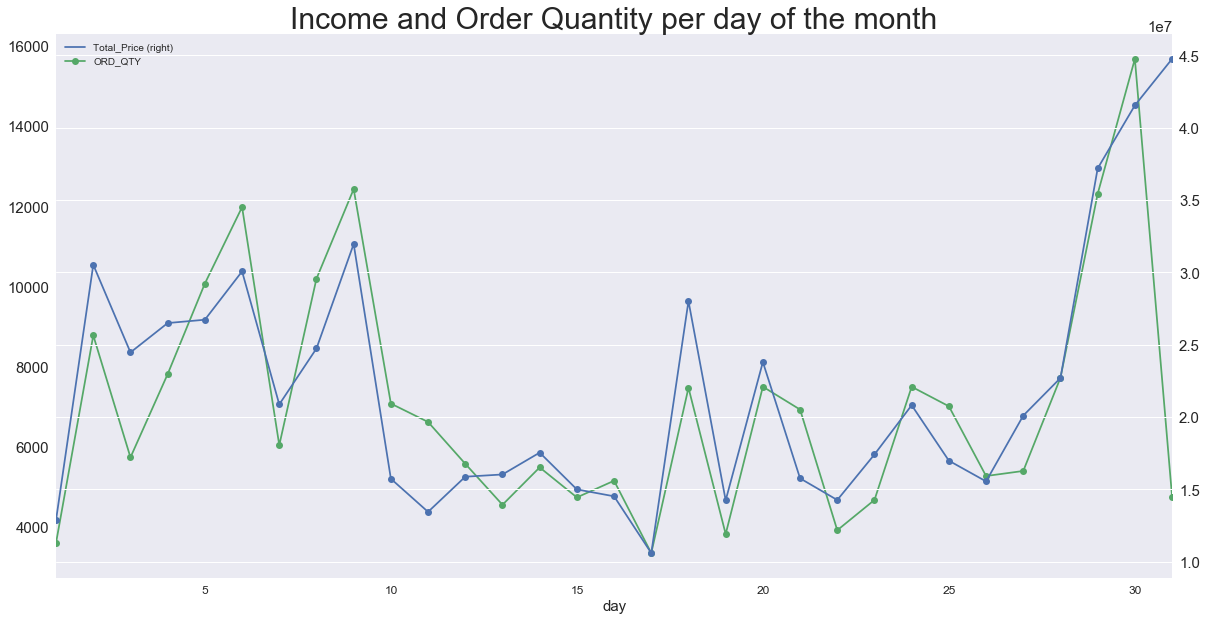 Income and Order Quantity per day of the month
1e7
Total_Price (right)
ORD_QTY
16000
14000
12000
10000
8000
6000
4000
4.5
4.0
3.5
3.0
2.5
2.0
1.5
1.0
5 10 15 20 25 30
day